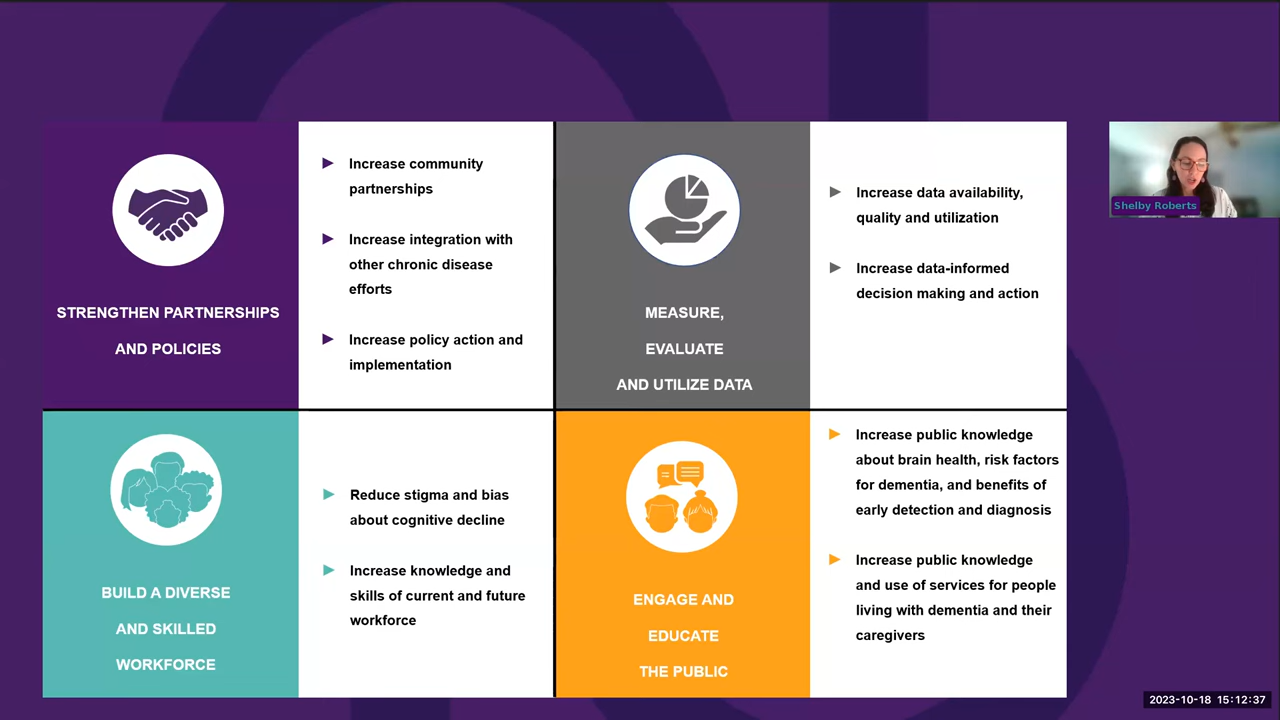 STRENGTHEN PARTNERSHIPS
AND POLICIES
Increase community
partnerships
Increase integration with
other chronic disease
efforts
Increase policy action and
implementation
MEASURE,
EVALUATE
AND UTILIZE DATA
Increase data availability,
quality and utilization
Increase data-informed
decision making and action
Shelby Roberts
BUILD A DIVERSE
AND SKILLED
WORKFORCE
Reduce stigma and bias
about cognitive decline
Increase knowledge and
skills of current and future
workforce
ENGAGE AND
EDUCATE
THE PUBLIC
Increase public knowledge
about brain health, risk factors
for dementia, and benefits of
early detection and diagnosis
Increase public knowledge
and use of services for people
living with dementia and their
caregivers
2023-10-18 15:12:37